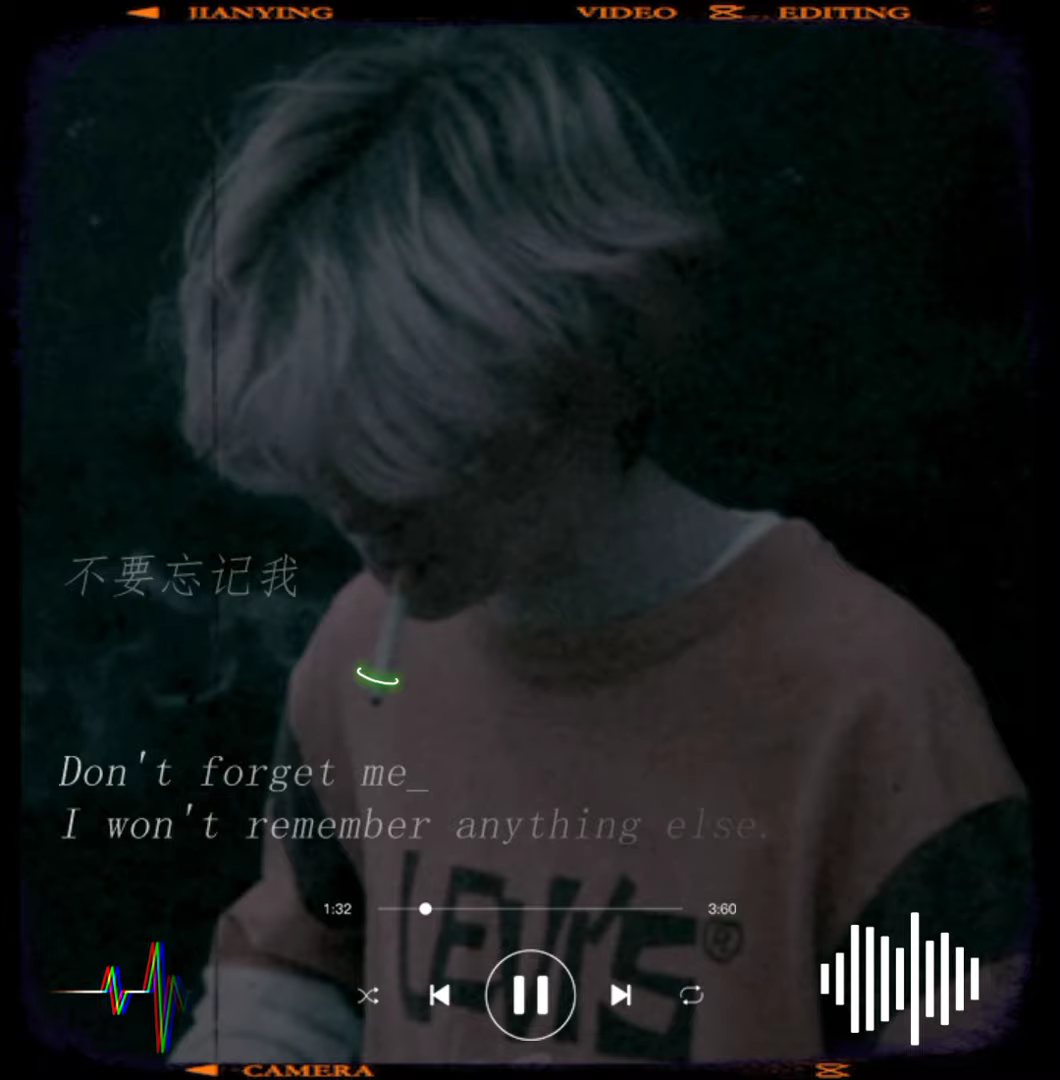 JIANYING VIDEO EDITING
不要忘记我
Don't forget me_
I won't remember anything else.
1:32 3:60
LEVI'S®
CAMERA